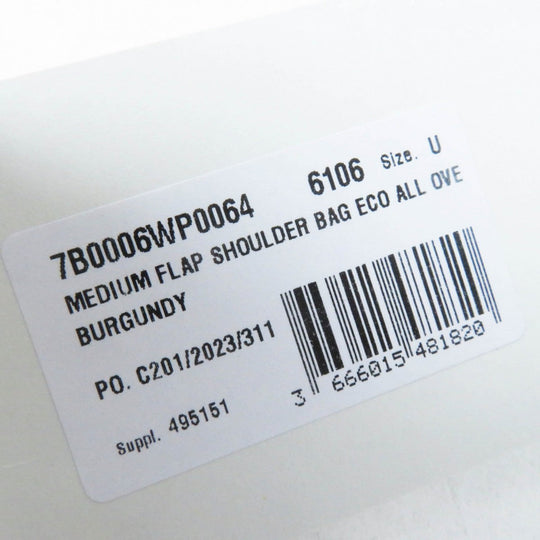 7B0006WP0064 6106 Size. U
MEDIUM FLAP SHOULDER BAG ECO ALL OVE
BURGUNDY
PO. C201/2023/311
Suppl. 495151
3 666015 481820